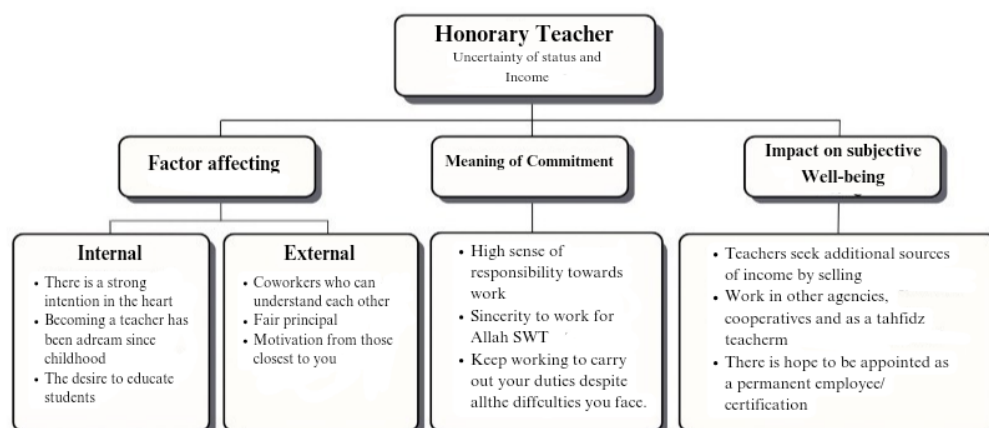 Honorary Teacher
Uncertainty of status and
Income
Factor affecting
Meaning of Commitment
Impact on subjective
Well-being
Internal
• There is a strong
intention in the heart
• Becoming a teacher has
been adream since
childhood
• The desire to educate
students
External
• Coworkers who can
understand each other
• Fair principal
• Motivation from those
closest to you
• High sense of
responsibility towards
work
• Sincerity to work for
Allah SWT
• Keep working to carry
out your duties despite
allthe diffculties you face.
• Teachers seek additional sources
of income by selling
• Work in other agencies,
cooperatives and as a tahfidz
teacherm
• There is hope to be appointed as
a permanent employee/
certification